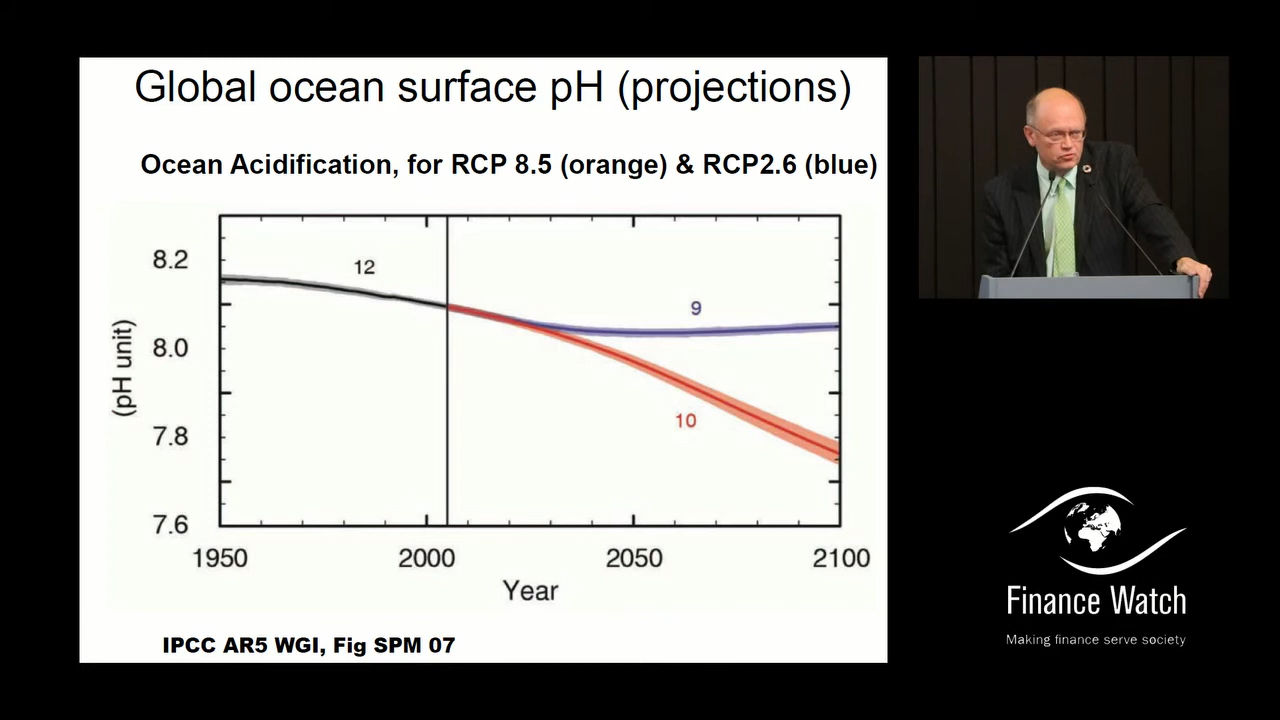 Global ocean surface pH (projections)
Ocean Acidification, for RCP 8.5 (orange) & RCP2.6 (blue)
(pH unit)
8.2
8.0
7.8
7.6
12
9
10
1950 2000 2050 2100
Year
IPCC AR5 WGI, Fig SPM 07
Finance Watch
Making finance serve society